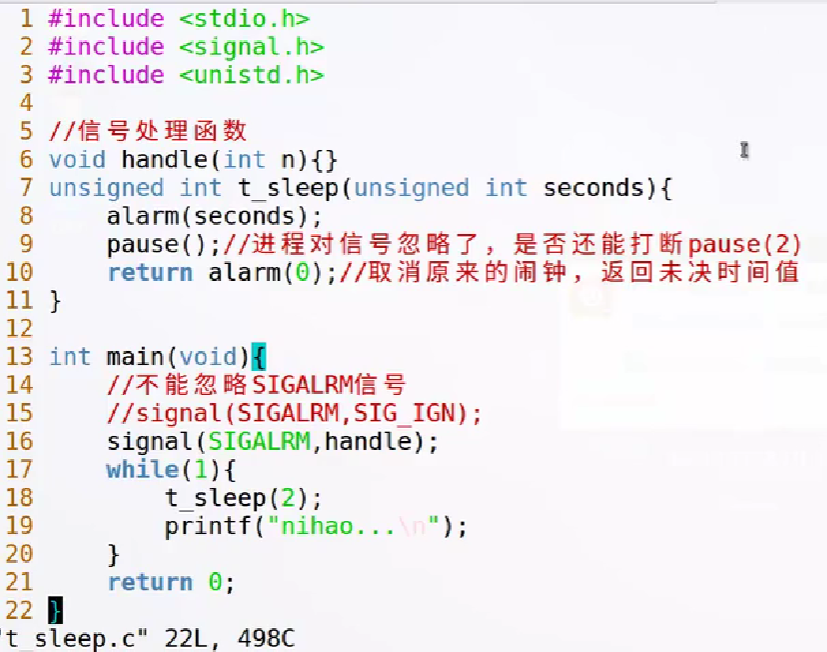 1 #include <stdio.h>
2 #include <signal.h>
3 #include <unistd.h>
4
5 //信号处理函数
6 void handle(int n){}
7 unsigned int t_sleep(unsigned int seconds){
8     alarm(seconds);
9     pause();//进程对信号忽略了，是否还能打断pause(2)
10     return alarm(0);//取消原来的闹钟，返回未决时间值
11 }
12
13 int main(void){
14     //不能忽略SIGALRM信号
15     //signal(SIGALRM,SIG_IGN);
16     signal(SIGALRM,handle);
17     while(1){
18         t_sleep(2);
19         printf("nihao...\n");
20     }
21     return 0;
22 }
"t_sleep.c" 22L, 498C